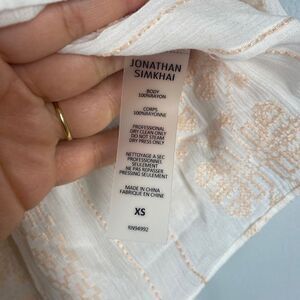 JONATHAN
SIMKHAI
BODY
100%RAYON
CORPS
100%RAYONNE
PROFESSIONAL
DRY CLEAN ONLY
DO NOT STEAM
DRY PRESS ONLY
NETTOYAGE A SEC
PROFESSIONNEL
SEULEMENT
NE PAS REPASSER
PRESSING SEULEMENT
MADE IN CHINA
FABRIQUE EN CHINE
XS
RN94992